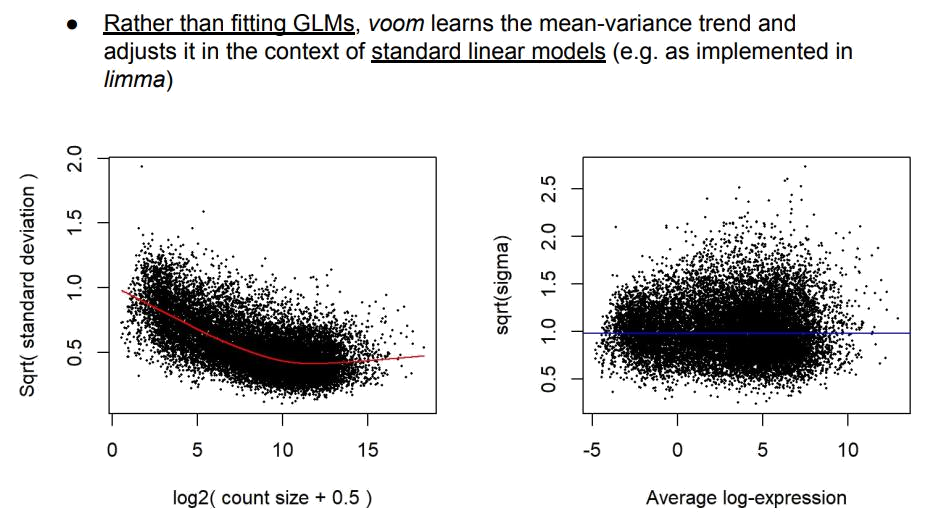 ● Rather than fitting GLMs, voom learns the mean-variance trend and
adjusts it in the context of standard linear models (e.g. as implemented in
limma)
Sqrt( standard deviation )
2.0
1.5
1.0
0.5
0 5 10 15
log2( count size + 0.5 )
sqrt(sigma)
2.5
2.0
1.5
1.0
0.5
-5 0 5 10
Average log-expression